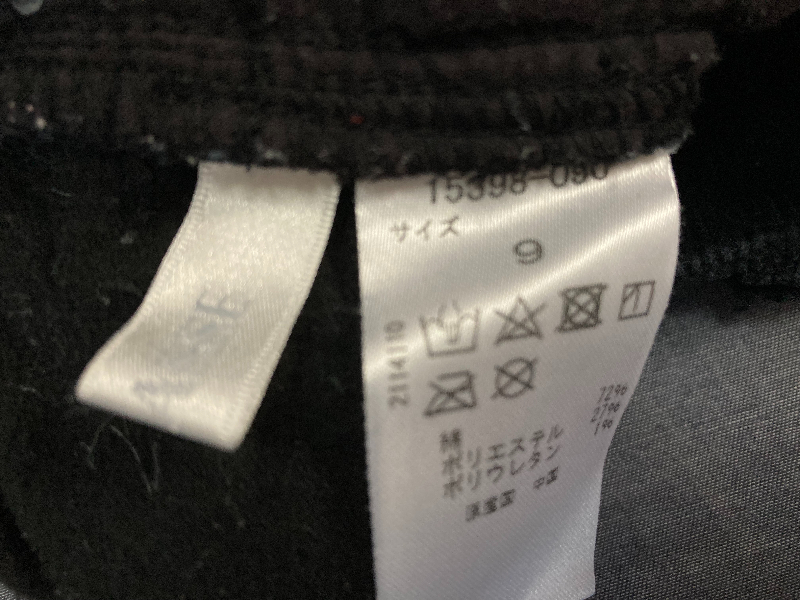 15398-090
サイズ
9
2114110
綿 72%
ポリエステル 27%
ポリウレタン 1%
原産国 中国